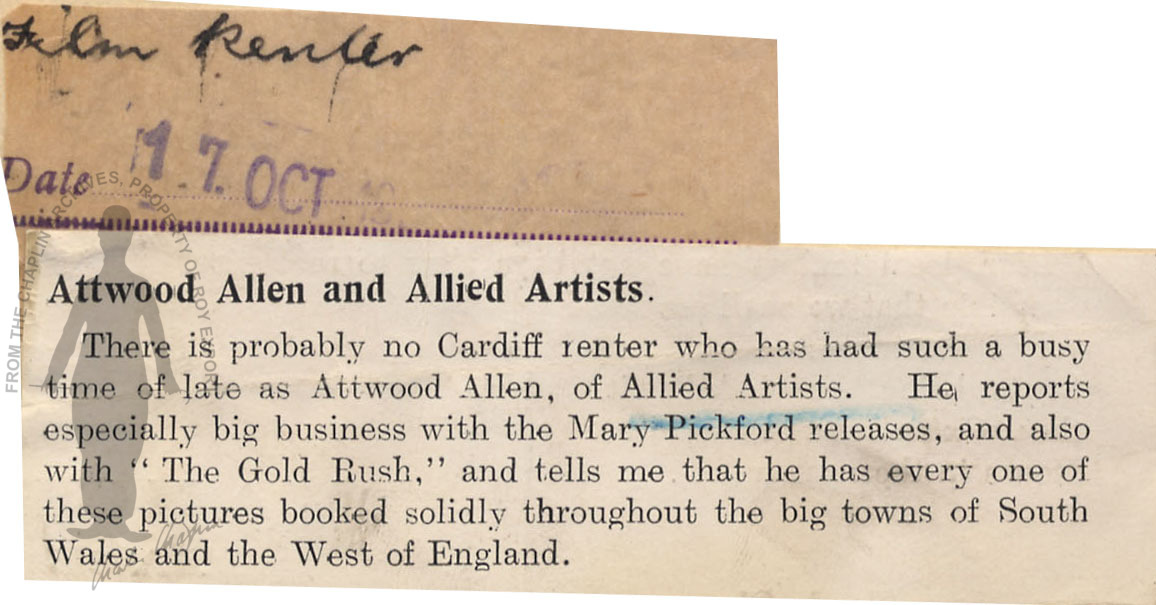 Film Renter
Date 17 OCT
Attwood Allen and Allied Artists.
There is probably no Cardiff renter who has had such a busy
time of late as Attwood Allen, of Allied Artists. He reports
especially big business with the Mary Pickford releases, and also
with “ The Gold Rush,” and tells me that he has every one of
these pictures booked solidly throughout the big towns of South
Wales and the West of England.
FROM THE CHAPLIN ARCHIVES, PROPERTY OF ROY EXPORT